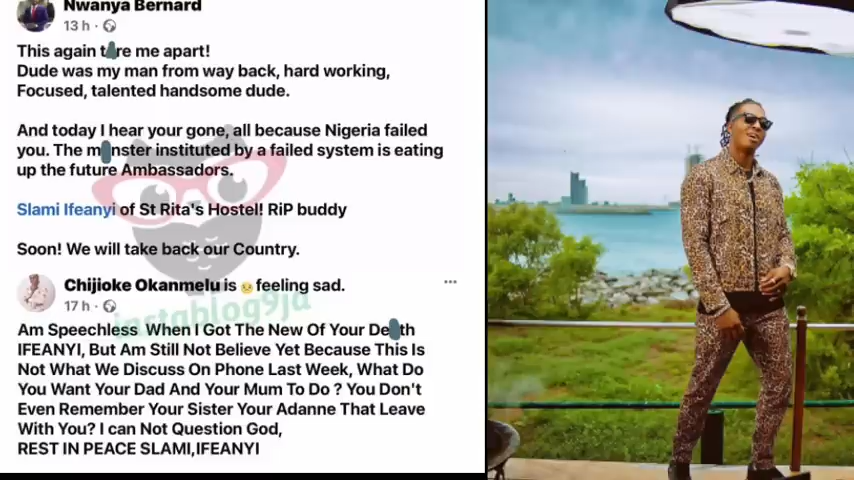 Nwanya Bernard
13 h ·
This again tore me apart!
Dude was my man from way back, hard working,
Focused, talented handsome dude.
And today I hear your gone, all because Nigeria failed
you. The monster instituted by a failed system is eating
up the future Ambassadors.
Slami Ifeanyi of St Rita's Hostel! RiP buddy
Soon! We will take back our Country.
Chijioke Okanmelu is feeling sad.
17 h ·
Am Speechless When I Got The New Of Your Death
IFEANYI, But Am Still Not Believe Yet Because This Is
Not What We Discuss On Phone Last Week, What Do
You Want Your Dad And Your Mum To Do ? You Don't
Even Remember Your Sister Your Adanne That Leave
With You? I can Not Question God,
REST IN PEACE SLAMI,IFEANYI
instablog9ja